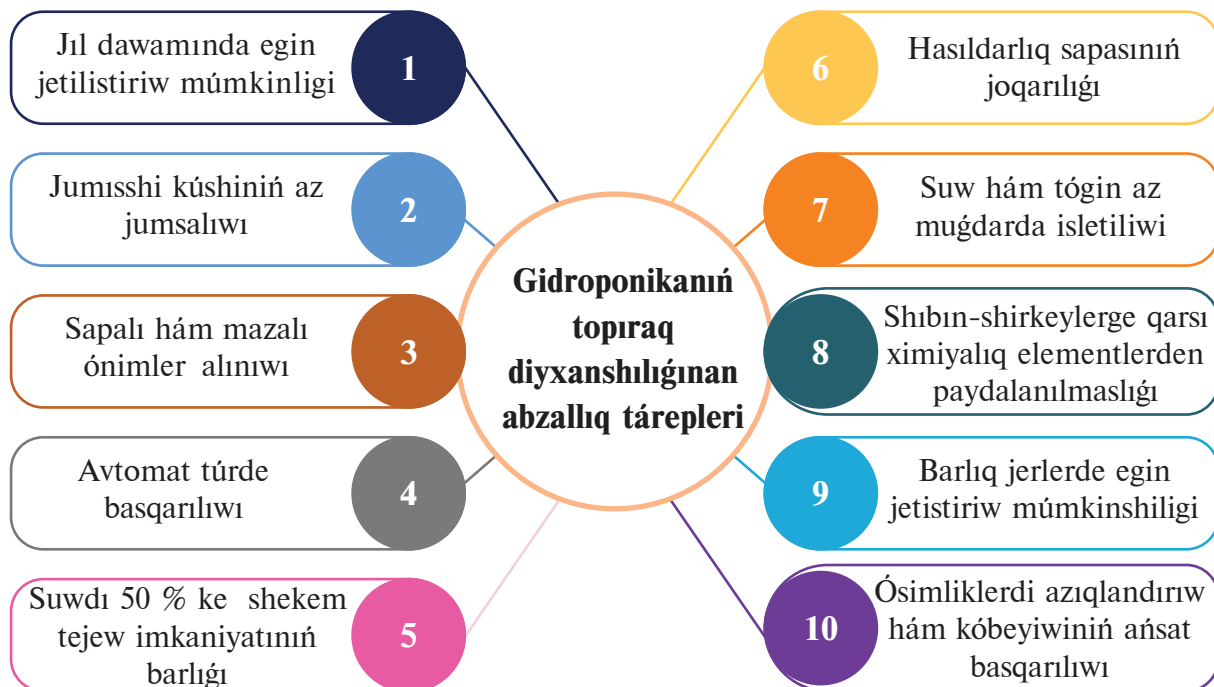 Jıl dawamında egin
jetilistiriw múmkinligi
1
Jumısshi kúshiniń az
jumsalıwı
2
Sapalı hám mazalı
ónimler alınıwı
3
Avtomat túrde
basqarılıwı
4
Suwdı 50 % ke shekem
tejew imkaniyatınıń
barlıǵı
5
Gidroponikanıń
topıraq
diyxanshılıǵınan
abzallıq tárepleri
6
Hasıldarlıq sapasınıń
joqarılıǵı
7
Suw hám tógin az
muǵdarda isletiliwi
8
Shıbın-shirkeylerge qarsı
ximiyalıq elementlerden
paydalanılmaslıǵı
9
Barlıq jerlerde egin
jetistiriw múmkinshiligi
10
Ósimliklerdi azıqlandırıw
hám kóbeyiwiniń ańsat
basqarılıwı